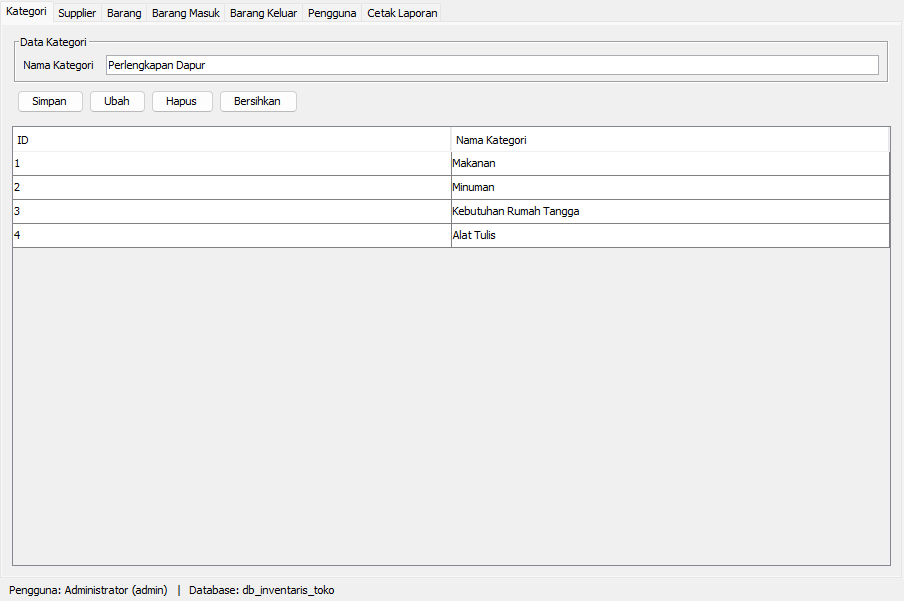 Kategori Supplier Barang Barang Masuk Barang Keluar Pengguna Cetak Laporan
Data Kategori
Nama Kategori Perlengkapan Dapur
Simpan Ubah Hapus Bersihkan
ID Nama Kategori
1 Makanan
2 Minuman
3 Kebutuhan Rumah Tangga
4 Alat Tulis
Pengguna: Administrator (admin) | Database: db_inventaris_toko